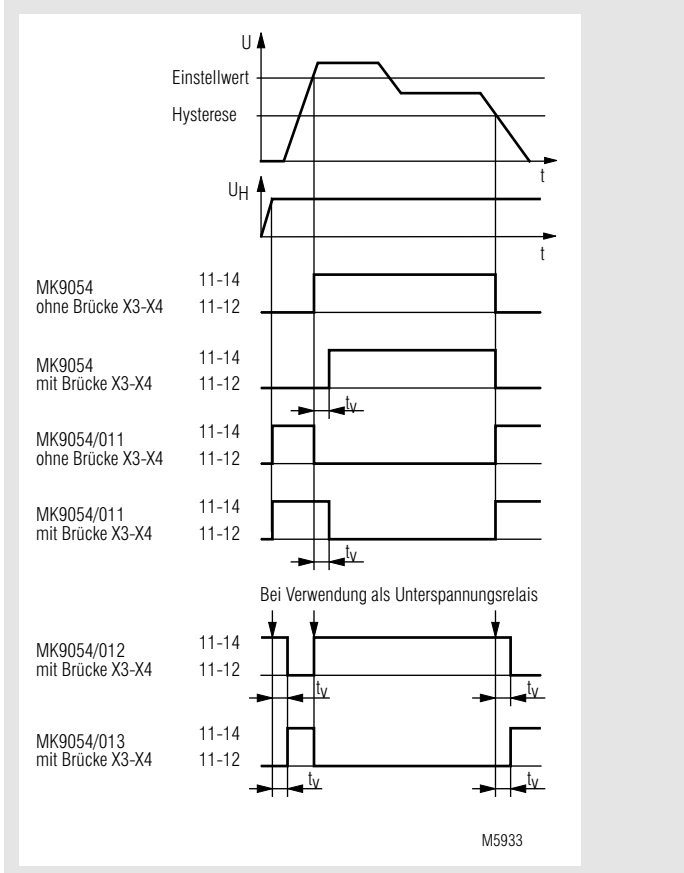 U
Einstellwert
Hysterese
t
UH
t
MK9054 11-14
ohne Brücke X3-X4 11-12
MK9054 11-14
mit Brücke X3-X4 11-12
tv
MK9054/011 11-14
ohne Brücke X3-X4 11-12
MK9054/011 11-14
mit Brücke X3-X4 11-12
tv
Bei Verwendung als Unterspannungsrelais
MK9054/012 11-14
mit Brücke X3-X4 11-12
tv tv
MK9054/013 11-14
mit Brücke X3-X4 11-12
tv tv
M5933